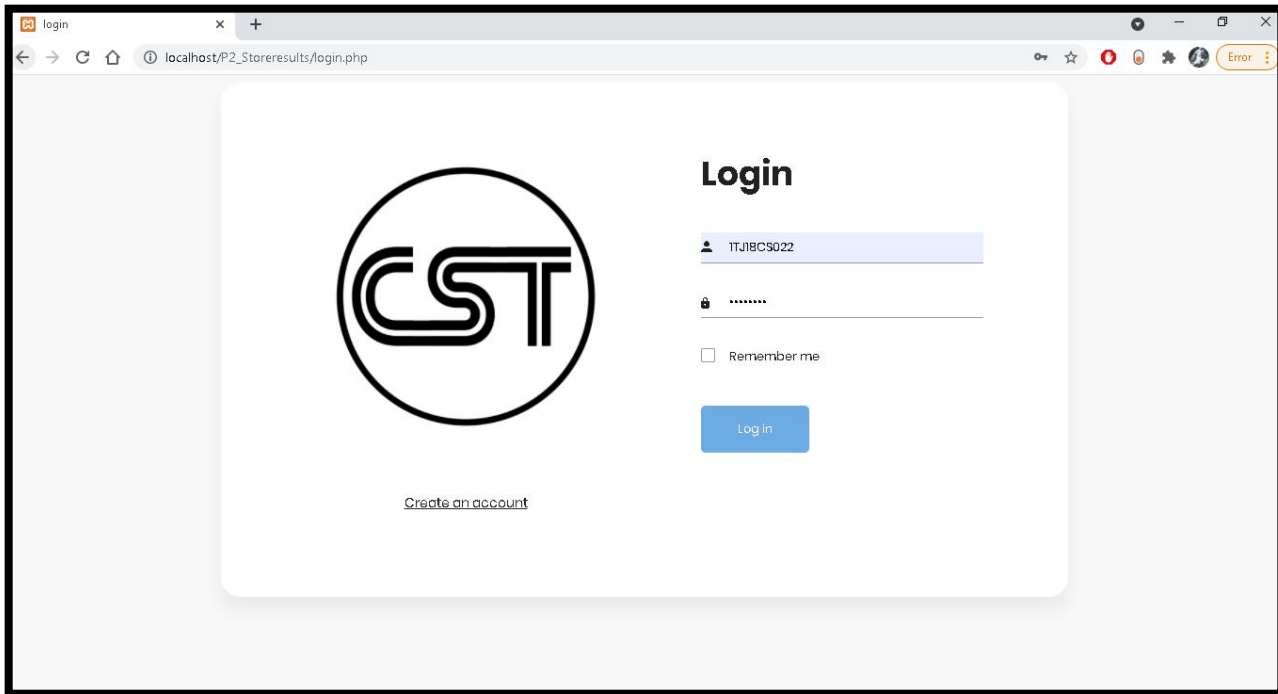 login
localhost/P2_Storeresults/login.php
Error
CST
Login
1TJ18CS022
Remember me
Log in
Create an account